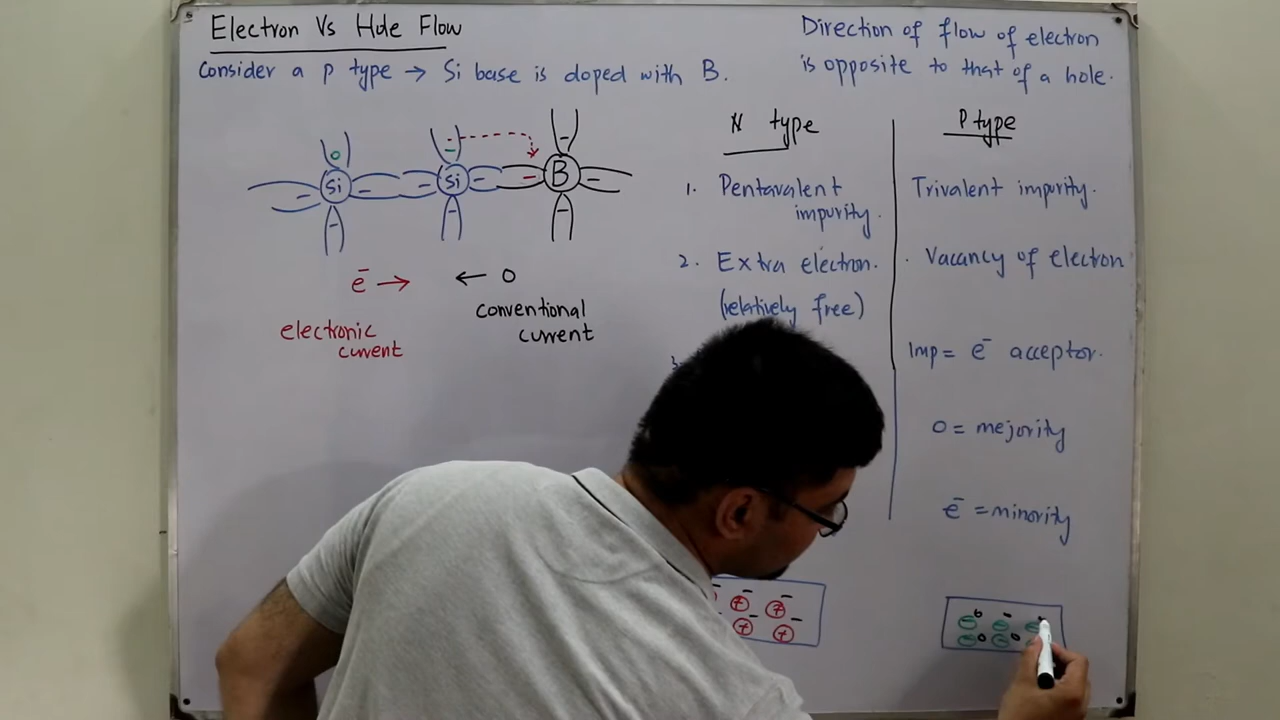 Electron Vs Hole Flow
Consider a P type → Si base is doped with B.
Direction of flow of electron
is opposite to that of a hole.
Si
Si
B
e⁻ →
← O
electronic
current
conventional
current
N type
P type
1. Pentavalent
impurity.
Trivalent impurity.
2. Extra electron.
(relatively free)
Vacancy of electron
3.
Imp = e⁻ acceptor.
O = mejority
e⁻ = minority